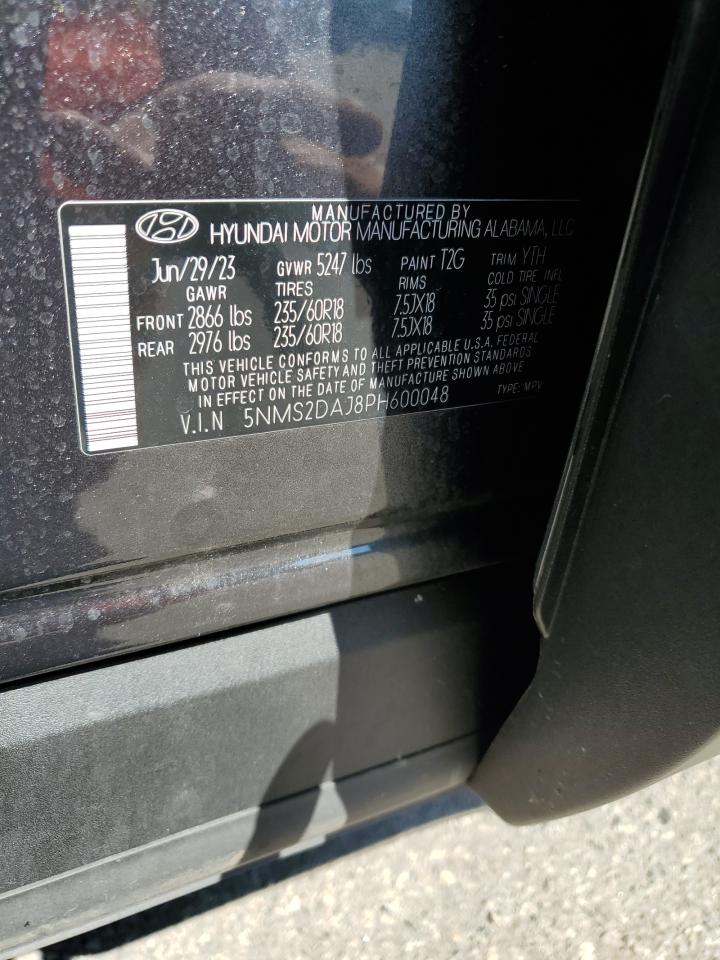 MANUFACTURED BY
HYUNDAI MOTOR MANUFACTURING ALABAMA, LLC
Jun/29/23 GVWR 5247 lbs PAINT T2G TRIM YTH
GAWR TIRES RIMS COLD TIRE INFL
FRONT 2866 lbs 235/60R18 7.5JX18 35 psi SINGLE
REAR 2976 lbs 235/60R18 7.5JX18 35 psi SINGLE
THIS VEHICLE CONFORMS TO ALL APPLICABLE U.S.A. FEDERAL
MOTOR VEHICLE SAFETY AND THEFT PREVENTION STANDARDS
IN EFFECT ON THE DATE OF MANUFACTURE SHOWN ABOVE
V.I.N 5NMS2DAJ8PH600048 TYPE: MPV